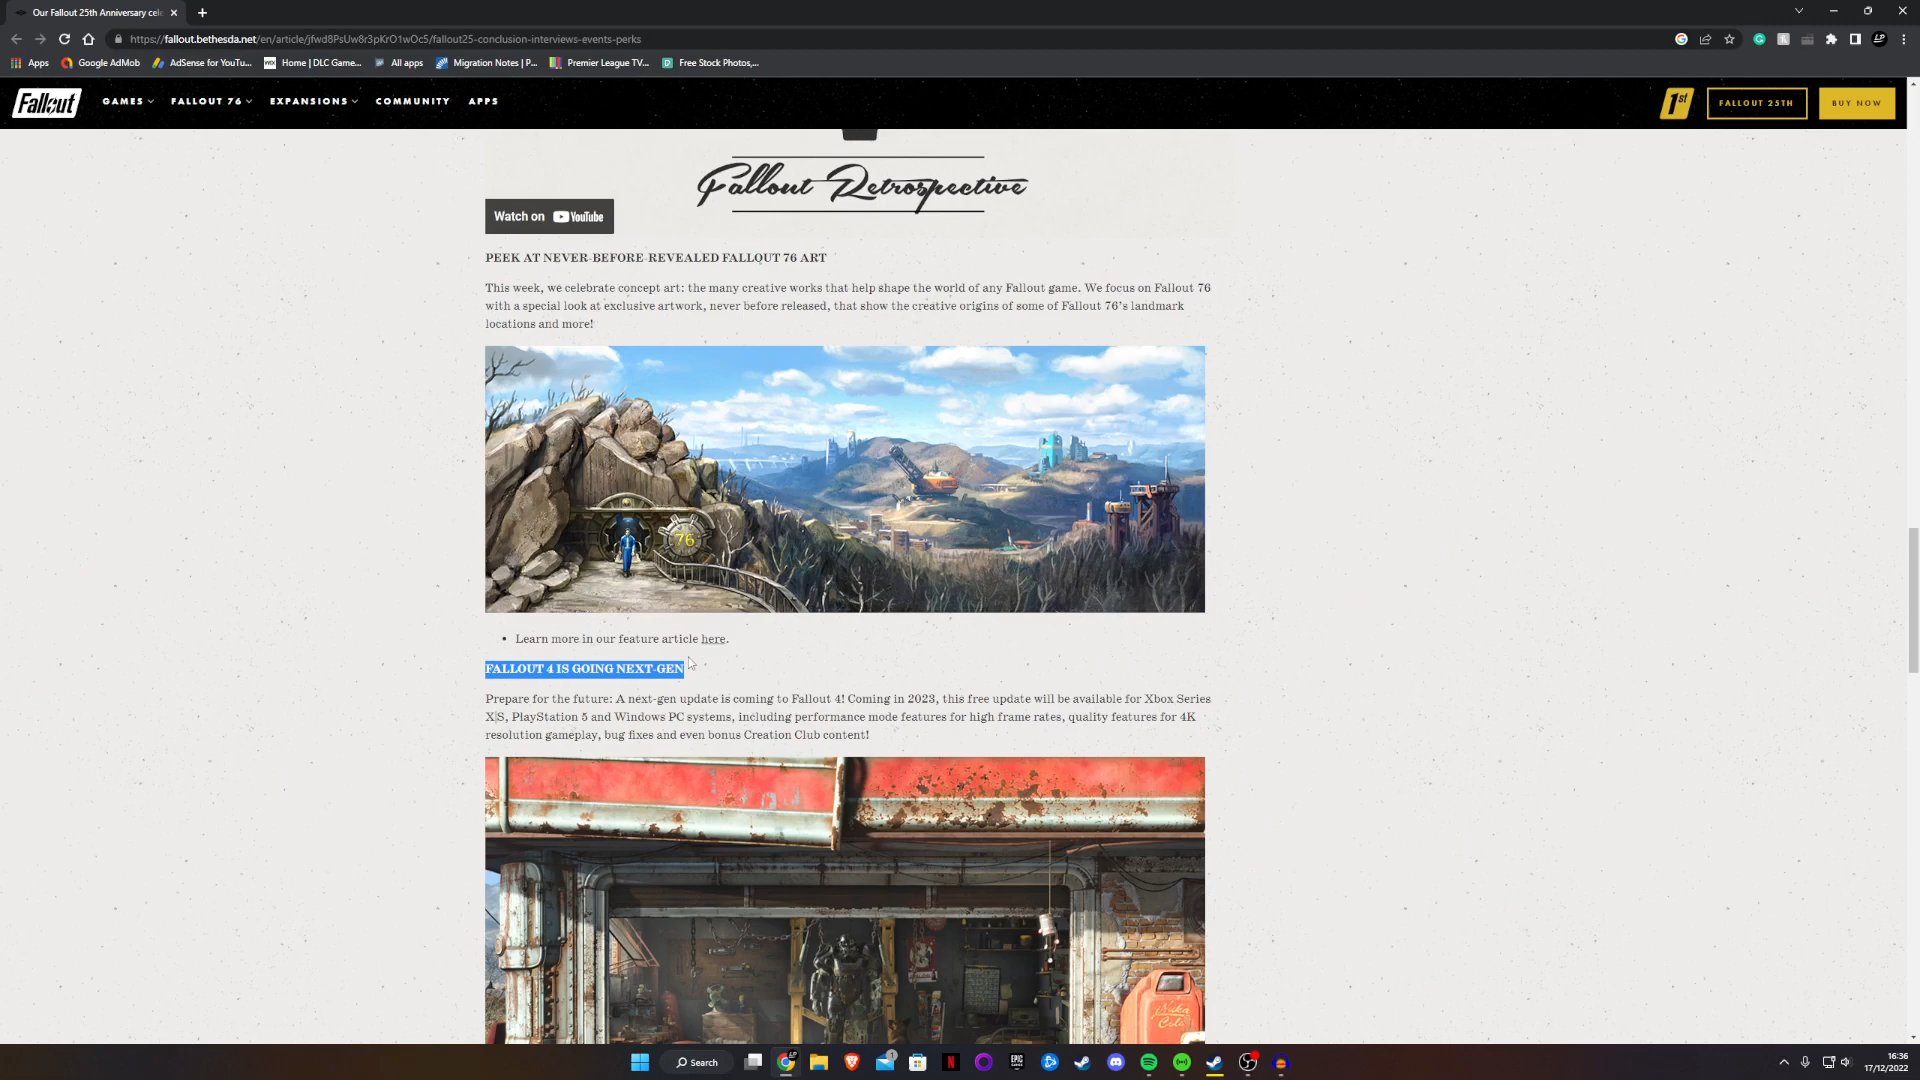 Our Fallout 25th Anniversary cele
https://fallout.bethesda.net/en/article/jfwd8PsUw8r3pKrO1wOc5/fallout25-conclusion-interviews-events-perks
Apps Google AdMob AdSense for YouTu... Home | DLC Game... All apps Migration Notes | P... Premier League TV... Free Stock Photos,...
Fallout GAMES FALLOUT 76 EXPANSIONS COMMUNITY APPS 1st FALLOUT 25TH BUY NOW
Fallout Retrospective
Watch on YouTube
PEEK AT NEVER-BEFORE-REVEALED FALLOUT 76 ART
This week, we celebrate concept art: the many creative works that help shape the world of any Fallout game. We focus on Fallout 76
with a special look at exclusive artwork, never before released, that show the creative origins of some of Fallout 76's landmark
locations and more!
76
• Learn more in our feature article here.
FALLOUT 4 IS GOING NEXT-GEN
Prepare for the future: A next-gen update is coming to Fallout 4! Coming in 2023, this free update will be available for Xbox Series
X|S, PlayStation 5 and Windows PC systems, including performance mode features for high frame rates, quality features for 4K
resolution gameplay, bug fixes and even bonus Creation Club content!
Nuka
Cola
Search
16:36
17/12/2022